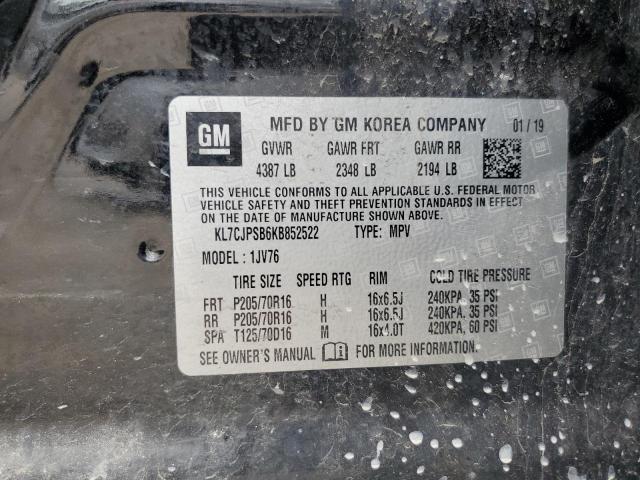 GM
MFD BY GM KOREA COMPANY 01/19
GVWR GAWR FRT GAWR RR
4387 LB 2348 LB 2194 LB
THIS VEHICLE CONFORMS TO ALL APPLICABLE U.S. FEDERAL MOTOR
VEHICLE SAFETY AND THEFT PREVENTION STANDARDS IN EFFECT
ON THE DATE OF MANUFACTURE SHOWN ABOVE.
KL7CJPSB6KB852522 TYPE: MPV
MODEL: 1JV76
TIRE SIZE SPEED RTG RIM COLD TIRE PRESSURE
FRT P205/70R16 H 16x6.5J 240KPA, 35 PSI
RR P205/70R16 H 16x6.5J 240KPA, 35 PSI
SPA T125/70D16 M 16x4.0T 420KPA, 60 PSI
SEE OWNER'S MANUAL FOR MORE INFORMATION.